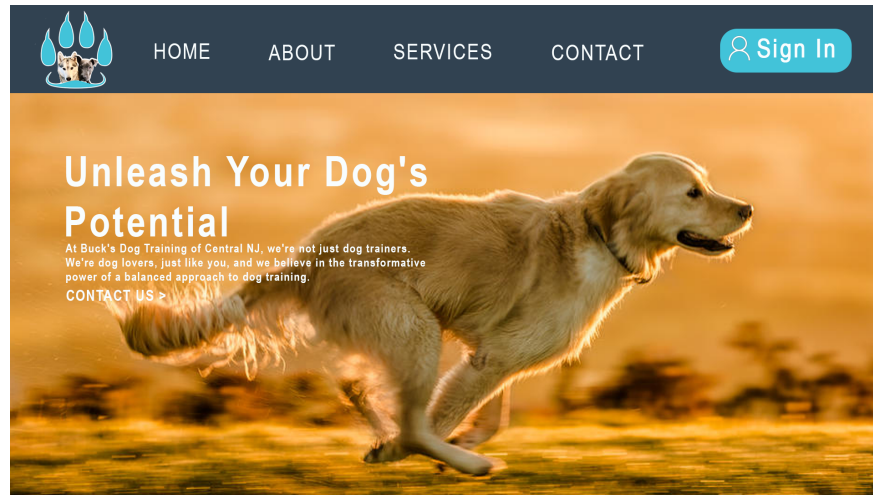 HOME
ABOUT
SERVICES
CONTACT
Sign In
Unleash Your Dog's
Potential
At Buck's Dog Training of Central NJ, we're not just dog trainers.
We're dog lovers, just like you, and we believe in the transformative
power of a balanced approach to dog training.
CONTACT US >